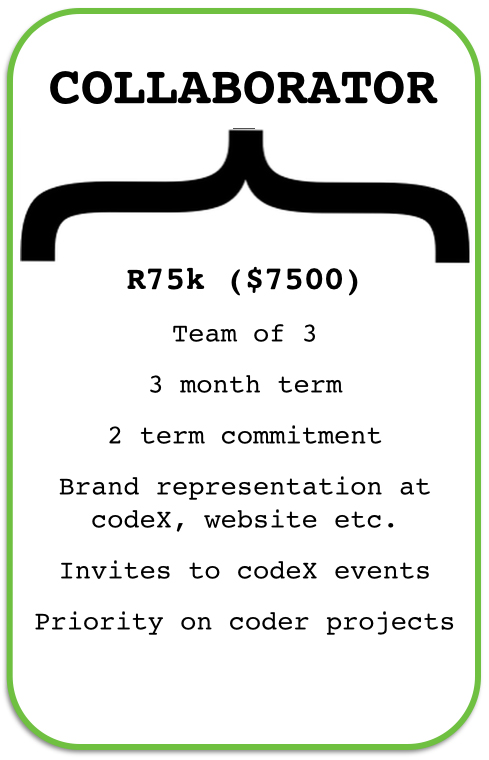 COLLABORATOR
R75k ($7500)
Team of 3
3 month term
2 term commitment
Brand representation at
codeX, website etc.
Invites to codeX events
Priority on coder projects